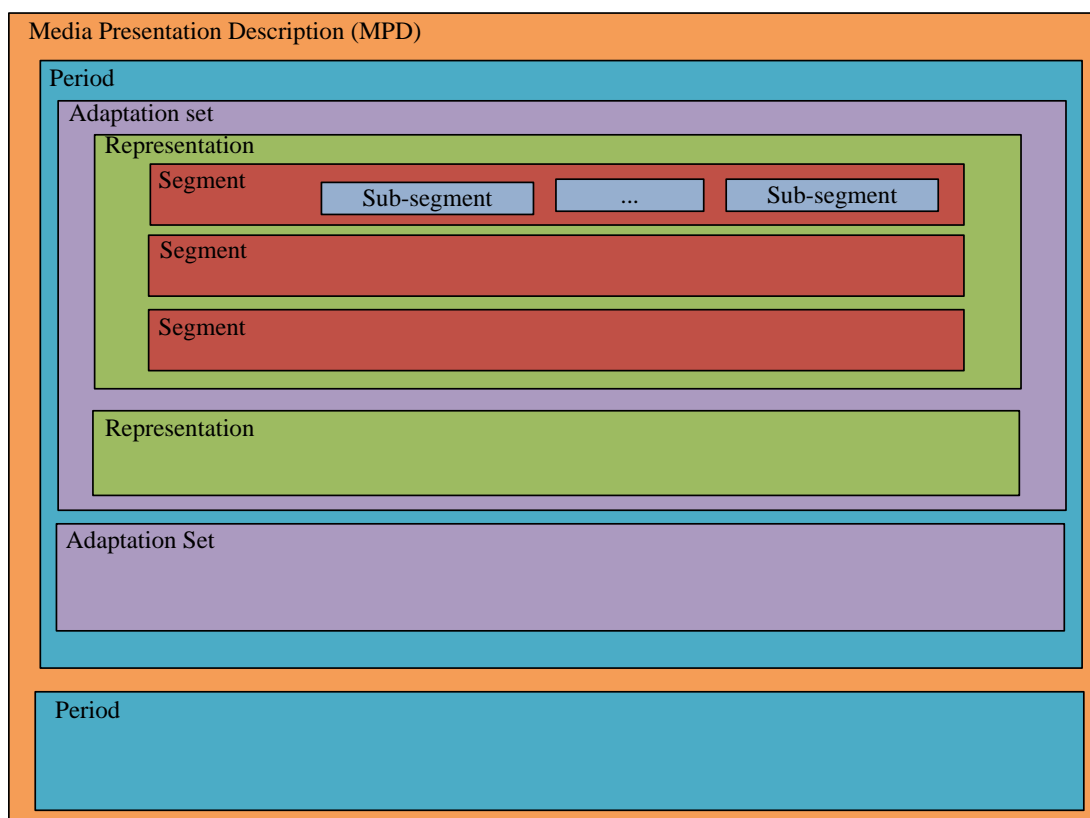 Media Presentation Description (MPD)
Period
Adaptation set
Representation
Segment
Sub-segment
...
Sub-segment
Segment
Segment
Representation
Adaptation Set
Period